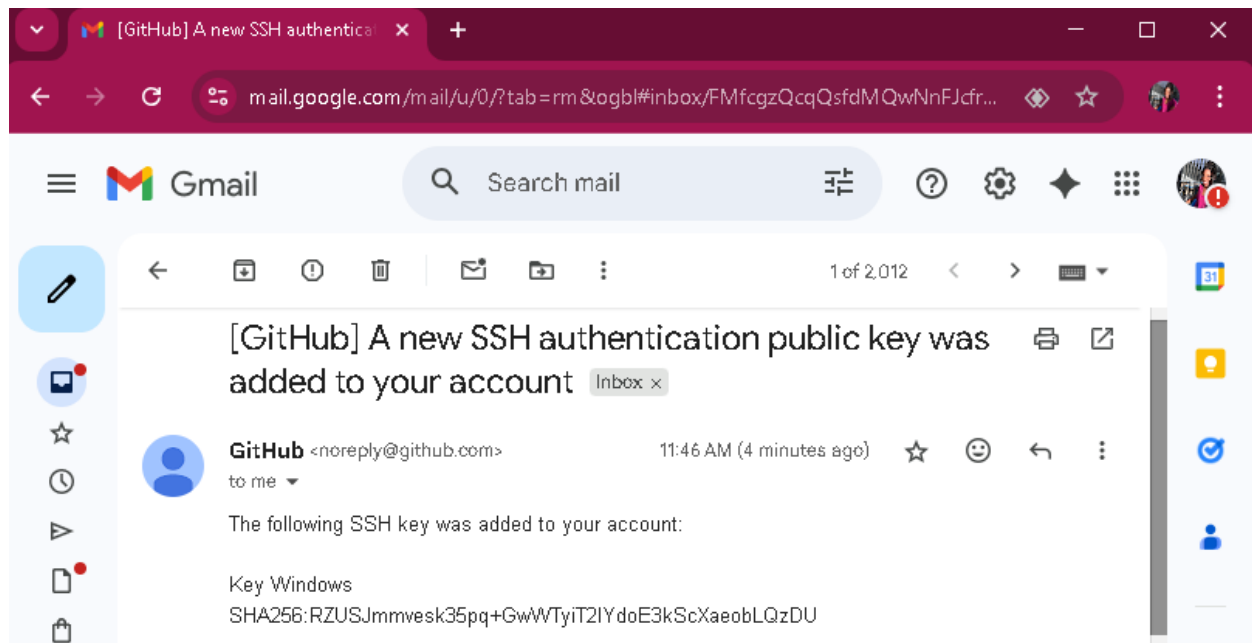 [GitHub] A new SSH authenticat
mail.google.com/mail/u/0/?tab=rm&ogbl#inbox/FMfcgzQcqQsfdMQwNnFJcfr...
Gmail
Search mail
1 of 2,012
31
[GitHub] A new SSH authentication public key was
added to your account Inbox ×
GitHub <noreply@github.com> 11:46 AM (4 minutes ago)
to me
The following SSH key was added to your account:
Key Windows
SHA256:RZUSJmmvesk35pq+GwWTyiT2IYdoE3kScXaeobLQzDU